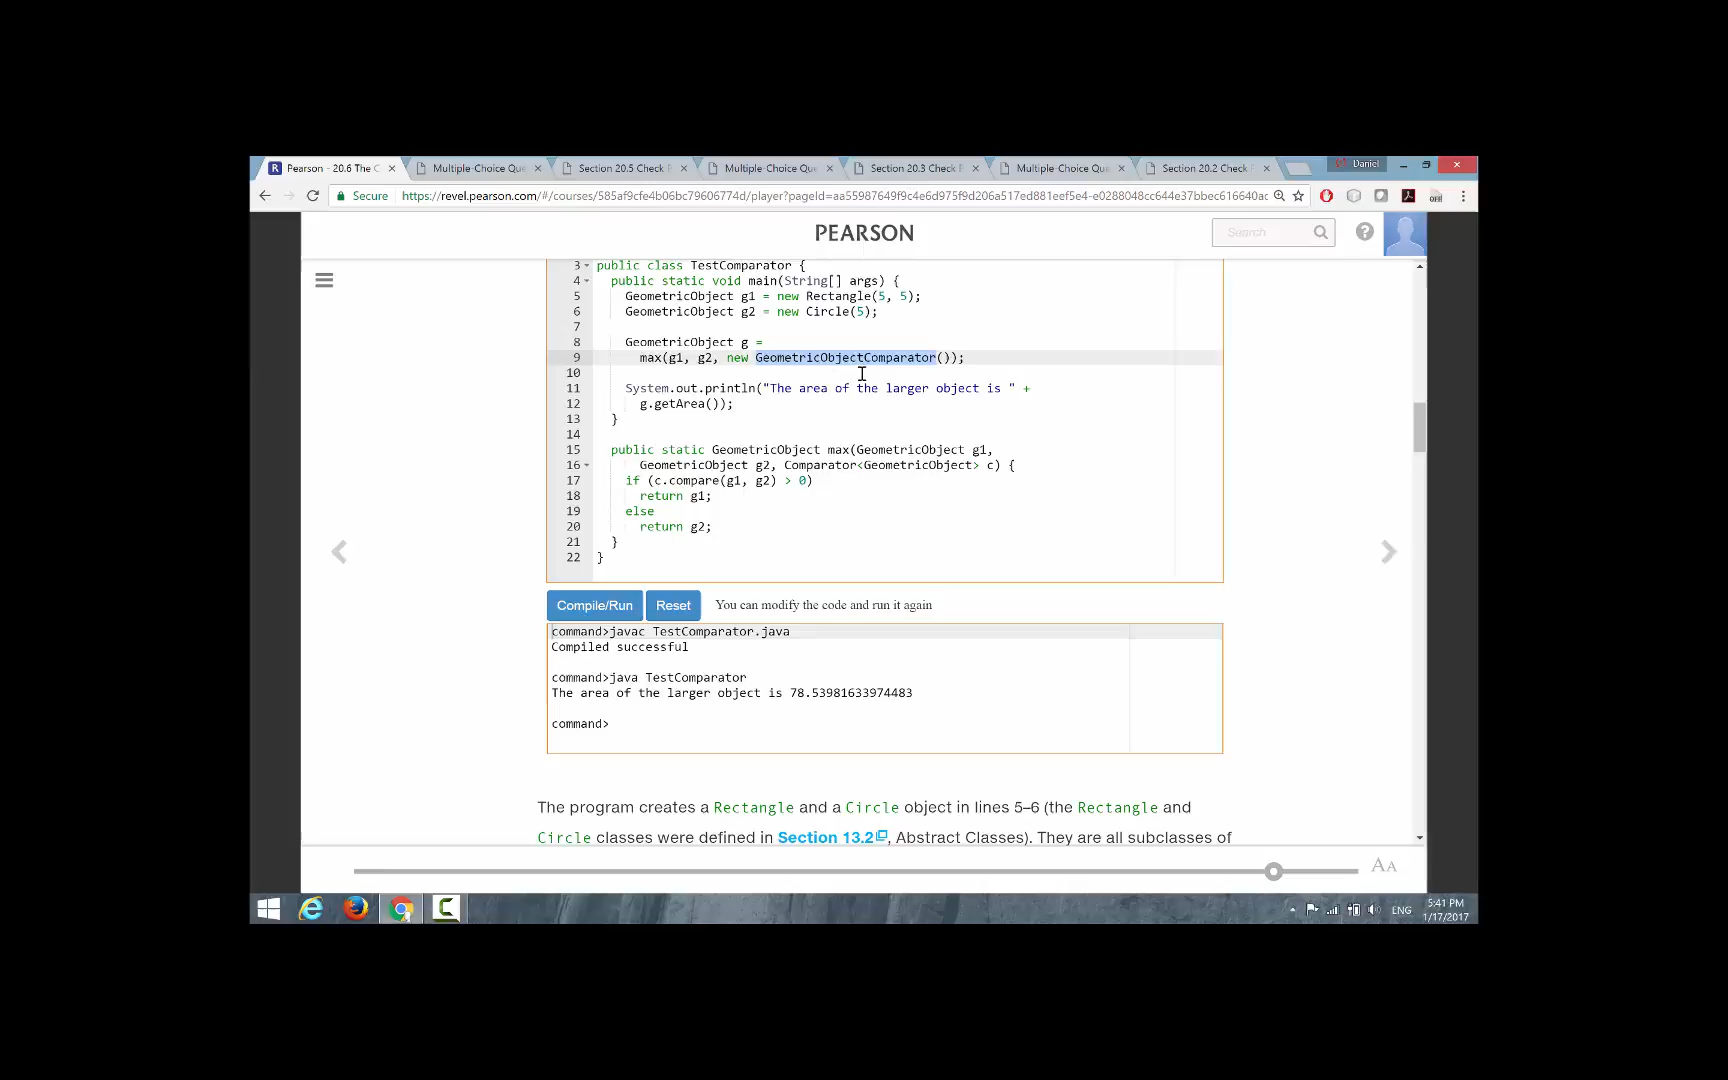 Pearson - 20.6 The C
Multiple-Choice Que
Section 20.5 Check P
Multiple-Choice Que
Section 20.3 Check P
Multiple-Choice Que
Section 20.2 Check P
Daniel
Secure
https://revel.pearson.com/#/courses/585af9cfe4b06bc79606774d/player?pageId=aa55987649f9c4e6d975f9d206a517ed881eef5e4-e0288048cc644e37bbec616640ac
PEARSON
Search
3 public class TestComparator {
4 public static void main(String[] args) {
5 GeometricObject g1 = new Rectangle(5, 5);
6 GeometricObject g2 = new Circle(5);
7
8 GeometricObject g =
9 max(g1, g2, new GeometricObjectComparator());
10
11 System.out.println("The area of the larger object is " +
12 g.getArea());
13 }
14
15 public static GeometricObject max(GeometricObject g1,
16 GeometricObject g2, Comparator<GeometricObject> c) {
17 if (c.compare(g1, g2) > 0)
18 return g1;
19 else
20 return g2;
21 }
22 }
Compile/Run Reset You can modify the code and run it again
command>javac TestComparator.java
Compiled successful
command>java TestComparator
The area of the larger object is 78.53981633974483
command>
The program creates a Rectangle and a Circle object in lines 5–6 (the Rectangle and
Circle classes were defined in Section 13.2, Abstract Classes). They are all subclasses of
AA
ENG
5:41 PM
1/17/2017